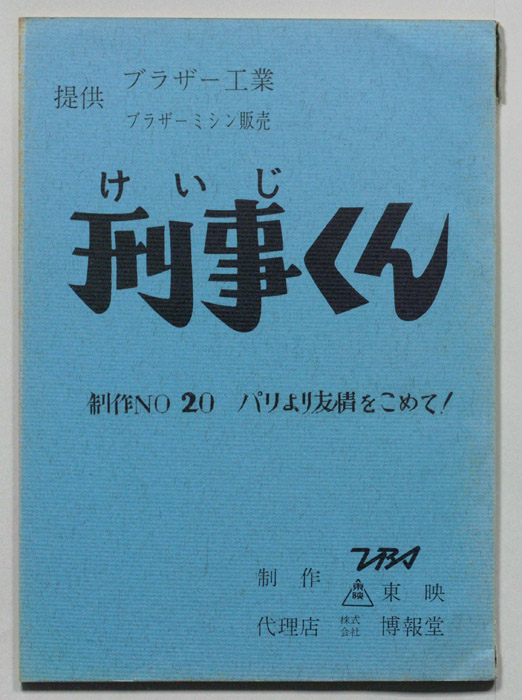 提供 ブラザー工業
ブラザーミシン販売
けいじ
刑事くん
制作NO 20 パリより友情をこめて!
TBS
制作 東映 東映
代理店 株式会社 博報堂